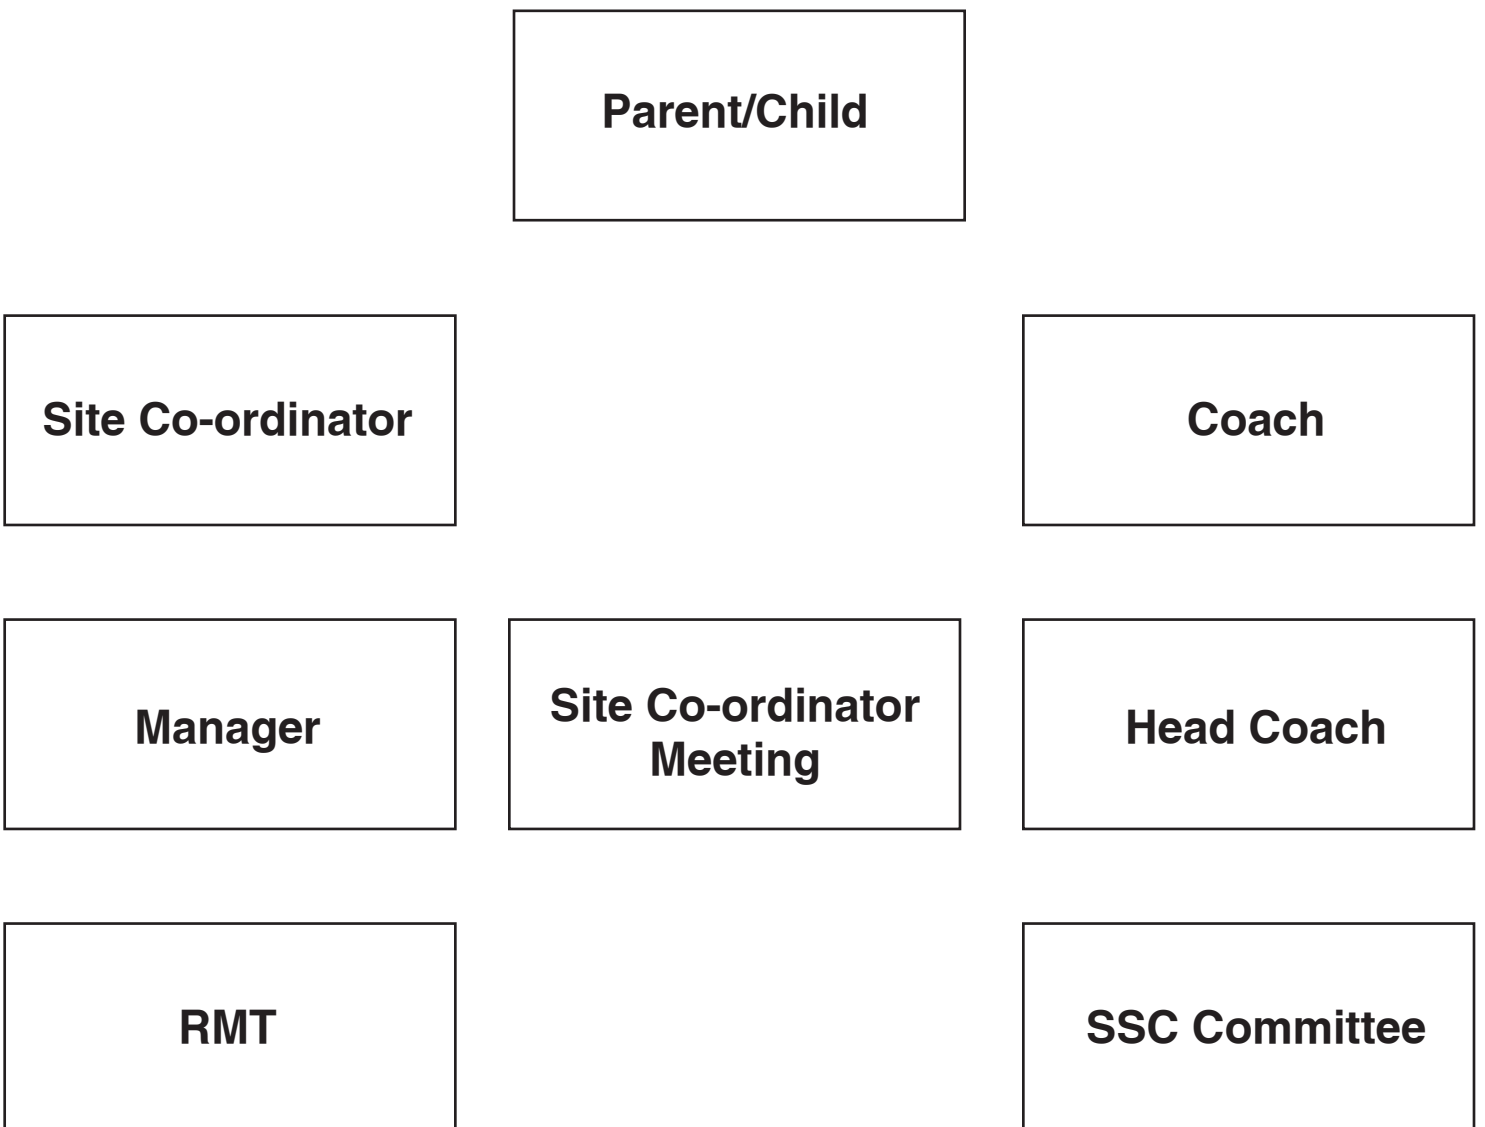 Parent/Child
Site Co-ordinator
Coach
Manager
Site Co-ordinator
Meeting
Head Coach
RMT
SSC Committee